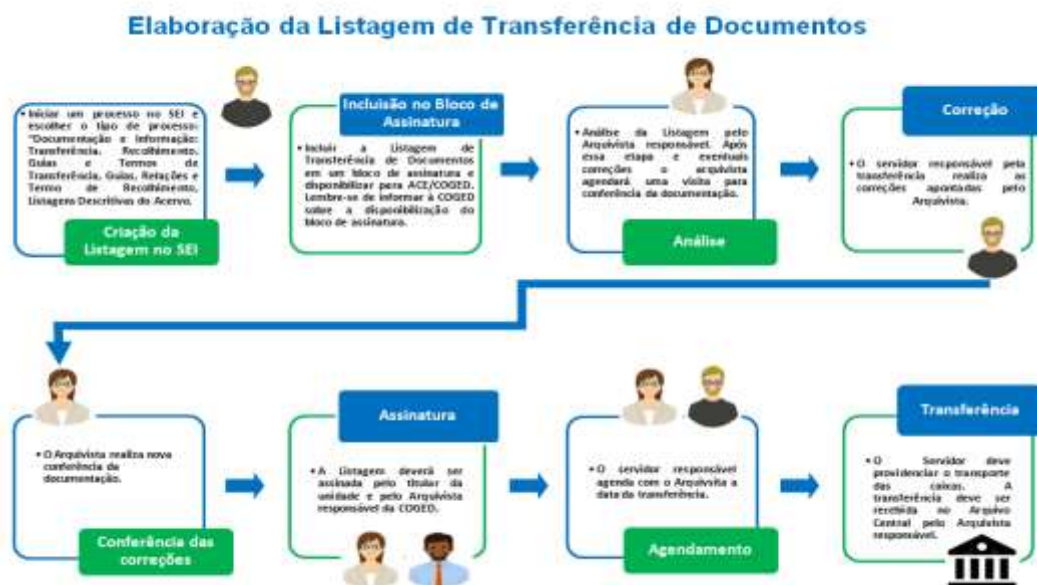 Elaboração da Listagem de Transferência de Documentos
• Iniciar um processo no SEI e
escolher o tipo de processo:
"Documentação e Informação:
Transferência, Recolhimento,
Guias e Termos de
Transferência, Guias, Relações e
Termo de Recolhimento,
Listagens Descritivas do Acervo.
Criação da
Listagem no SEI
Incluisão no Bloco de
Assinatura
• Incluir a Listagem de
Transferência de Documentos
em um bloco de assinatura e
disponibilizar para ACE/COGED.
Lembre-se de informar à COGED
sobre a disponibilização do
bloco de assinatura.
• Análise da Listagem pelo
Arquivista responsável. Após
essa etapa e eventuais
correções o arquivista
agendará uma visita para
conferência da documentação.
Análise
Correção
• O servidor responsável pela
transferência realiza as
correções apontadas pelo
Arquivista.
• O Arquivista realiza nova
conferência da
documentação.
Conferência das
correções
Assinatura
• A Listagem deverá ser
assinada pelo titular da
unidade e pelo Arquivista
responsável da COGED.
• O servidor responsável
agenda com o Arquivsita a
data da transferência.
Agendamento
Transferência
• O Servidor deve
providenciar o transporte
das caixas. A
transferência deve ser
recebida no Arquivo
Central pelo Arquivista
responsável.